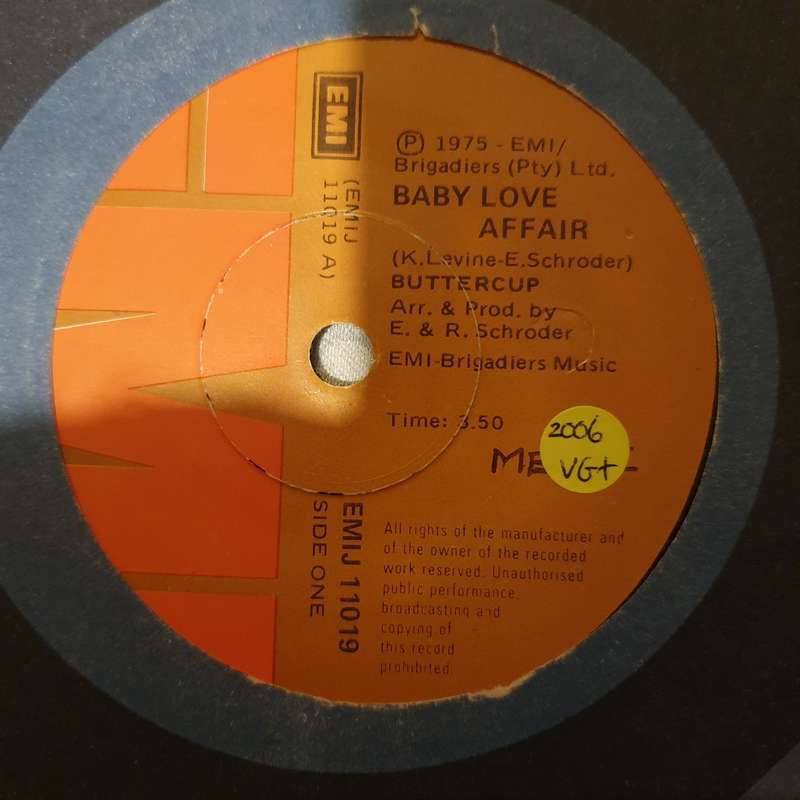 EMI
(EMIJ
11019 A)
Ⓟ 1975 - EMI/
Brigadiers (Pty) Ltd.
BABY LOVE
AFFAIR
(K.Levine-E.Schroder)
BUTTERCUP
Arr. & Prod. by
E. & R. Schroder
EMI-Brigadiers Music
Time: 3.50
2006
VG+
EMIJ 11019
SIDE ONE
All rights of the manufacturer and
of the owner of the recorded
work reserved. Unauthorised
public performance
broadcasting and
copying of
this record
prohibited.